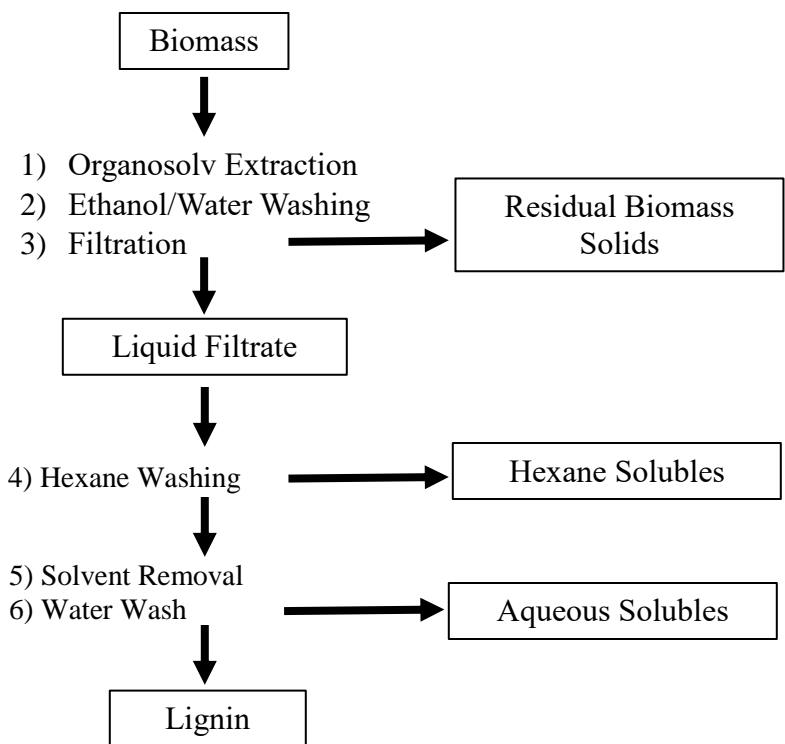 Biomass
1) Organosolv Extraction
2) Ethanol/Water Washing
3) Filtration
Residual Biomass
Solids
Liquid Filtrate
4) Hexane Washing
Hexane Solubles
5) Solvent Removal
6) Water Wash
Aqueous Solubles
Lignin